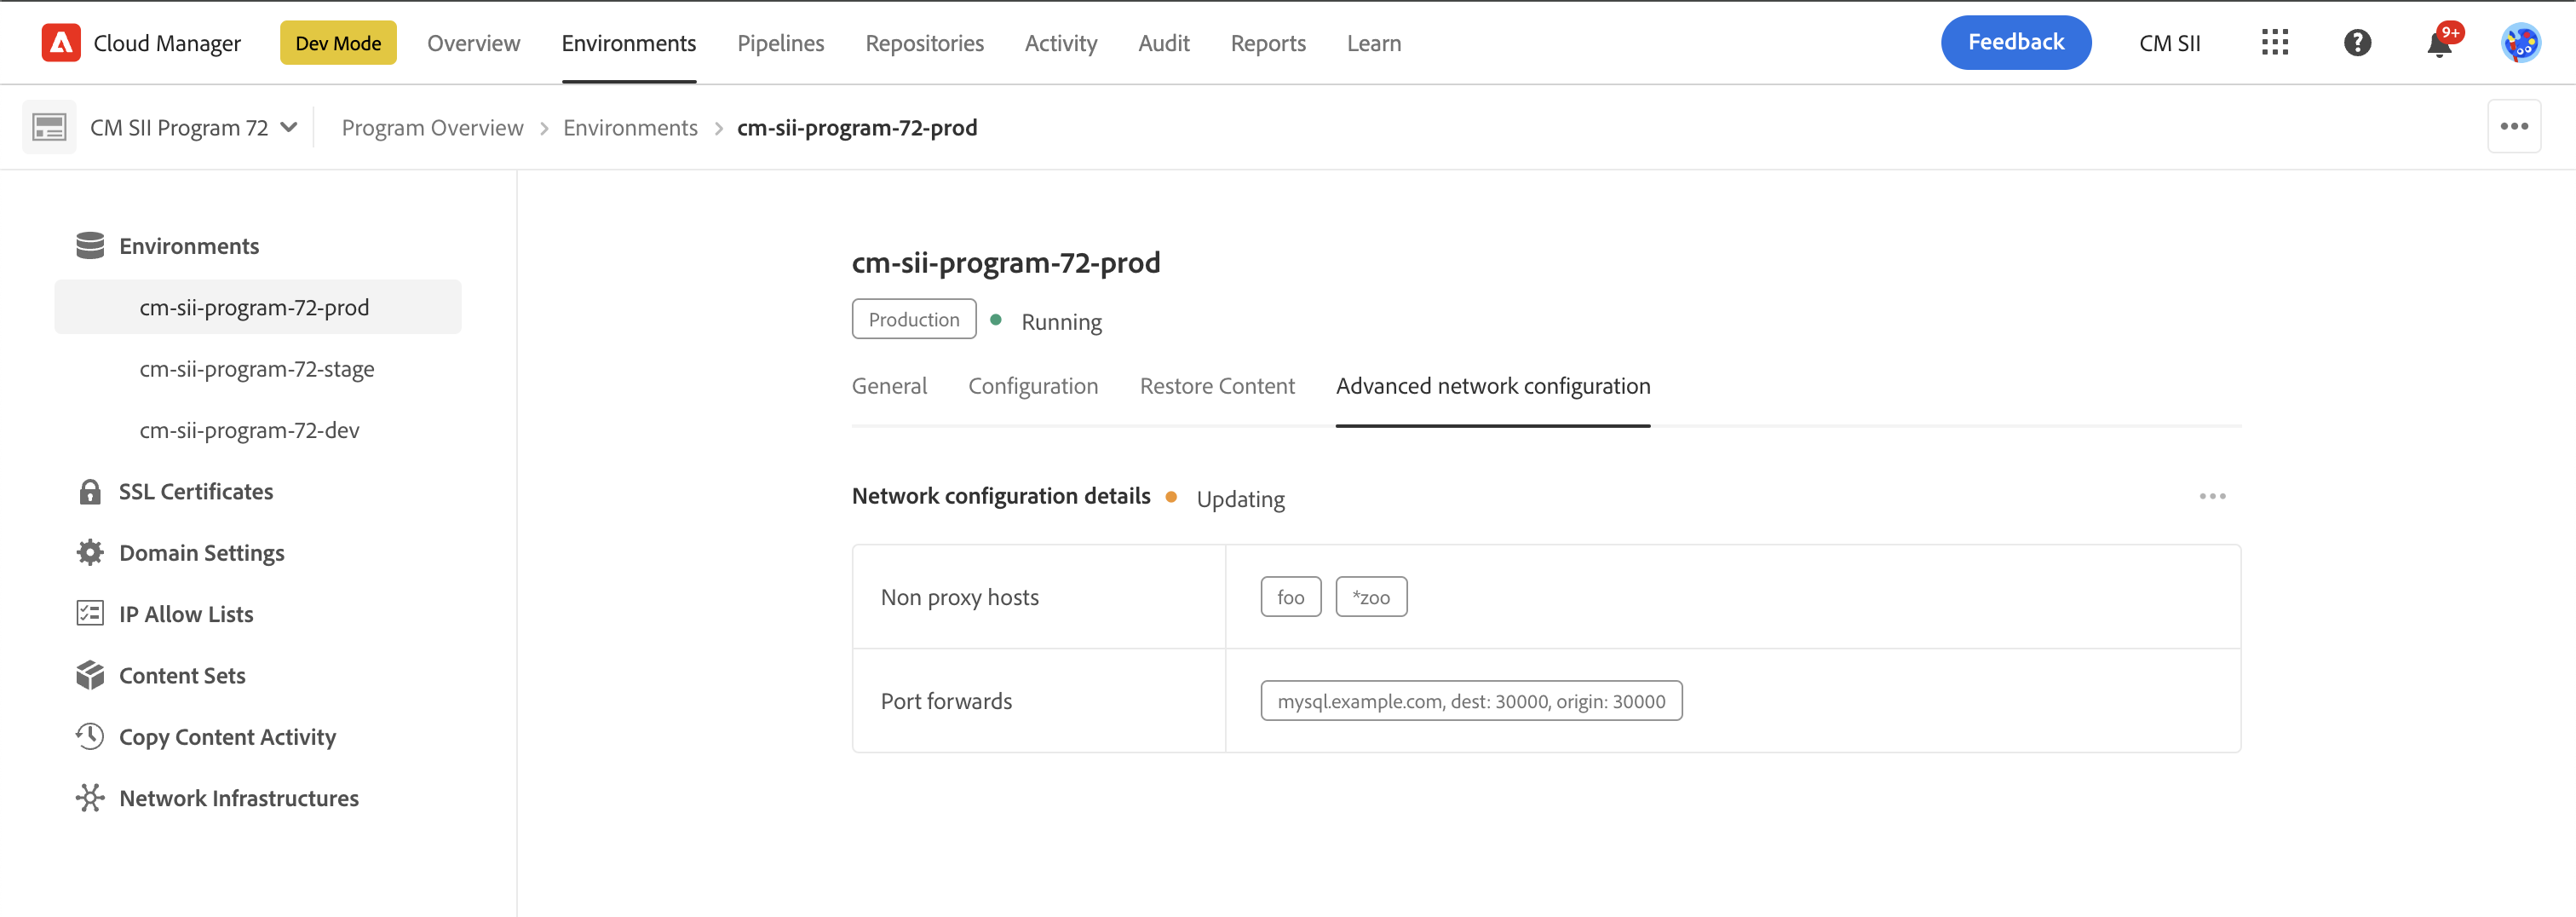 Cloud Manager Dev Mode Overview Environments Pipelines Repositories Activity Audit Reports Learn Feedback CM SII 9+
CM SII Program 72 Program Overview Environments cm-sii-program-72-prod
Environments
cm-sii-program-72-prod
cm-sii-program-72-stage
cm-sii-program-72-dev
SSL Certificates
Domain Settings
IP Allow Lists
Content Sets
Copy Content Activity
Network Infrastructures
cm-sii-program-72-prod
Production Running
General Configuration Restore Content Advanced network configuration
Network configuration details Updating
Non proxy hosts foo *zoo
Port forwards mysql.example.com, dest: 30000, origin: 30000